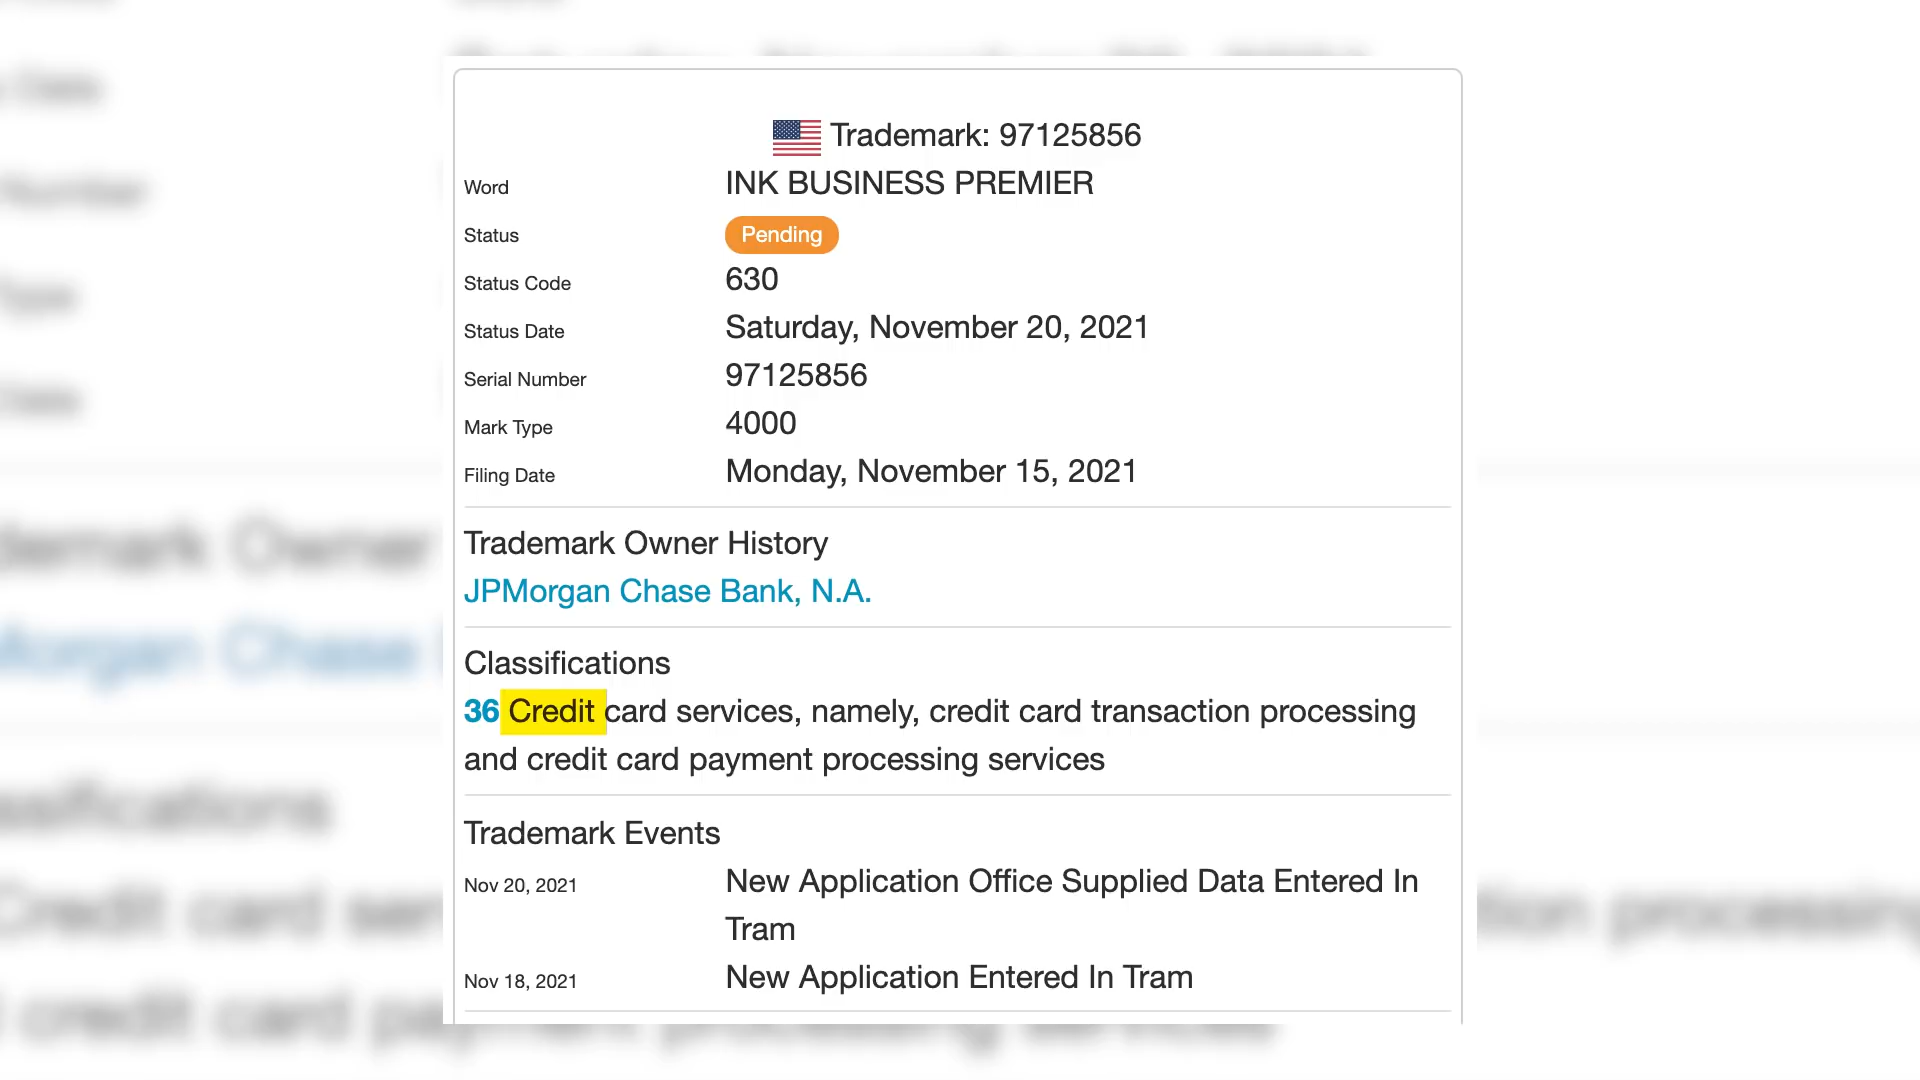 Trademark: 97125856
Word INK BUSINESS PREMIER
Status Pending
Status Code 630
Status Date Saturday, November 20, 2021
Serial Number 97125856
Mark Type 4000
Filing Date Monday, November 15, 2021
Trademark Owner History
JPMorgan Chase Bank, N.A.
Classifications
36 Credit card services, namely, credit card transaction processing
and credit card payment processing services
Trademark Events
Nov 20, 2021 New Application Office Supplied Data Entered In
Tram
Nov 18, 2021 New Application Entered In Tram